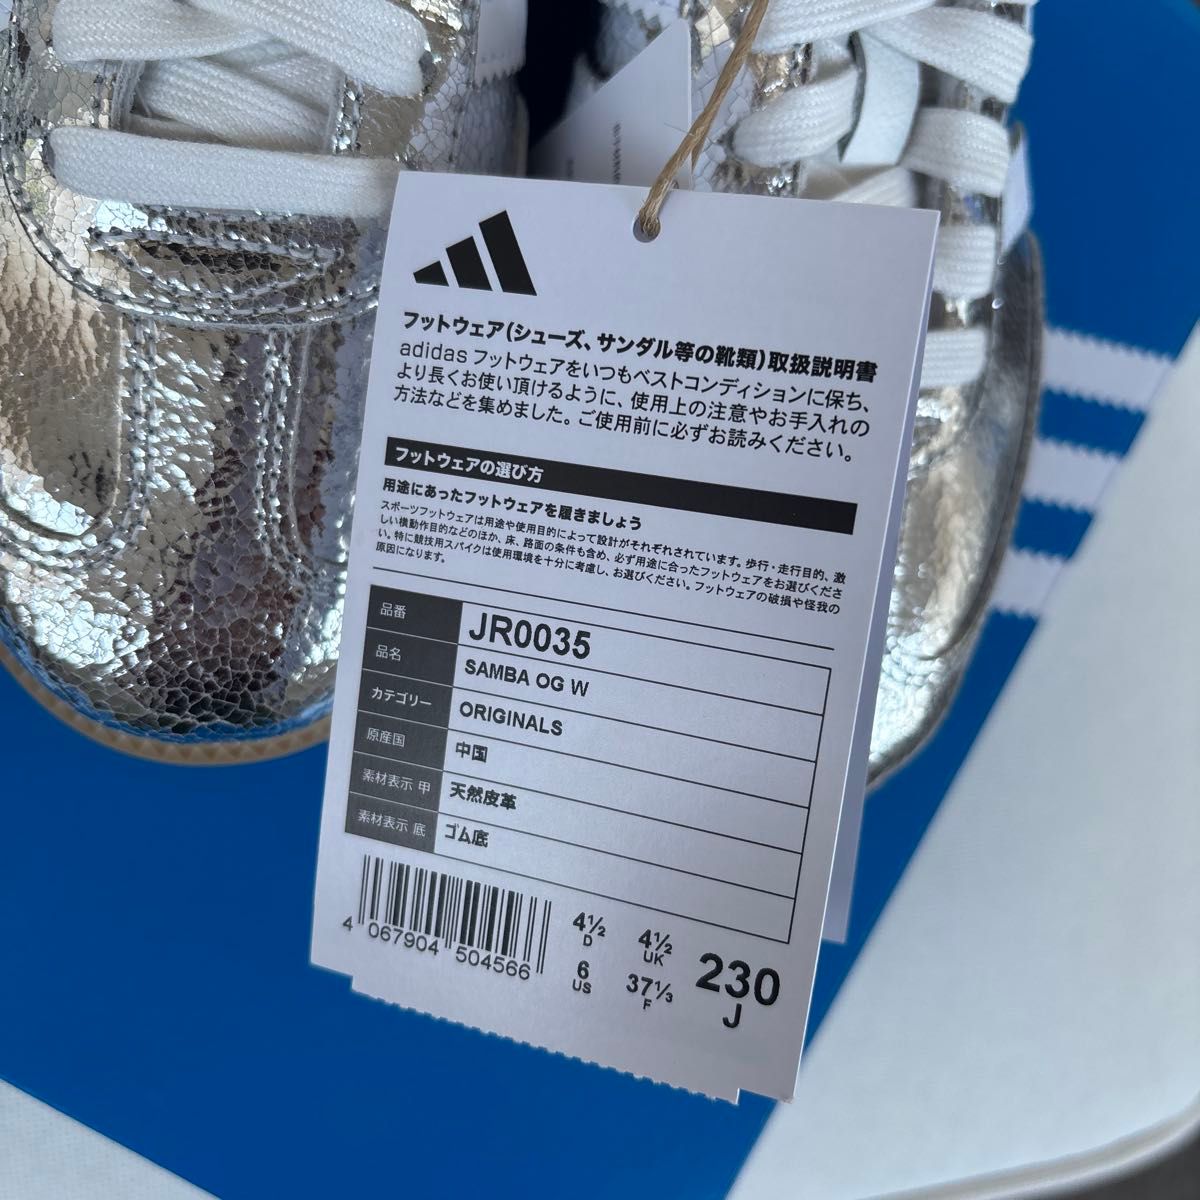 フットウェア(シューズ、サンダル等の靴類)取扱説明書
adidas フットウェアをいつもベストコンディションに保ち、
より長くお使い頂けるように、使用上の注意やお手入れの
方法などを集めました。ご使用前に必ずお読みください。
フットウェアの選び方
用途にあったフットウェアを履きましょう
スポーツフットウェアは用途や使用目的によって設計がそれぞれされています。歩行・走行目的、激
しい横動作目的などのほか、床、路面の条件も含め、必ず用途に合ったフットウェアをお選びくださ
い。特に競技用スパイクは使用環境を十分に考慮し、お選びください。フットウェアの破損や怪我の
原因になります。
品番 JR0035
品名 SAMBA OG W
カテゴリー ORIGINALS
原産国 中国
素材表示 甲 天然皮革
素材表示 底 ゴム底
4 067904 504566
4½ D
4½ UK
6 US
37⅓ F
230 J